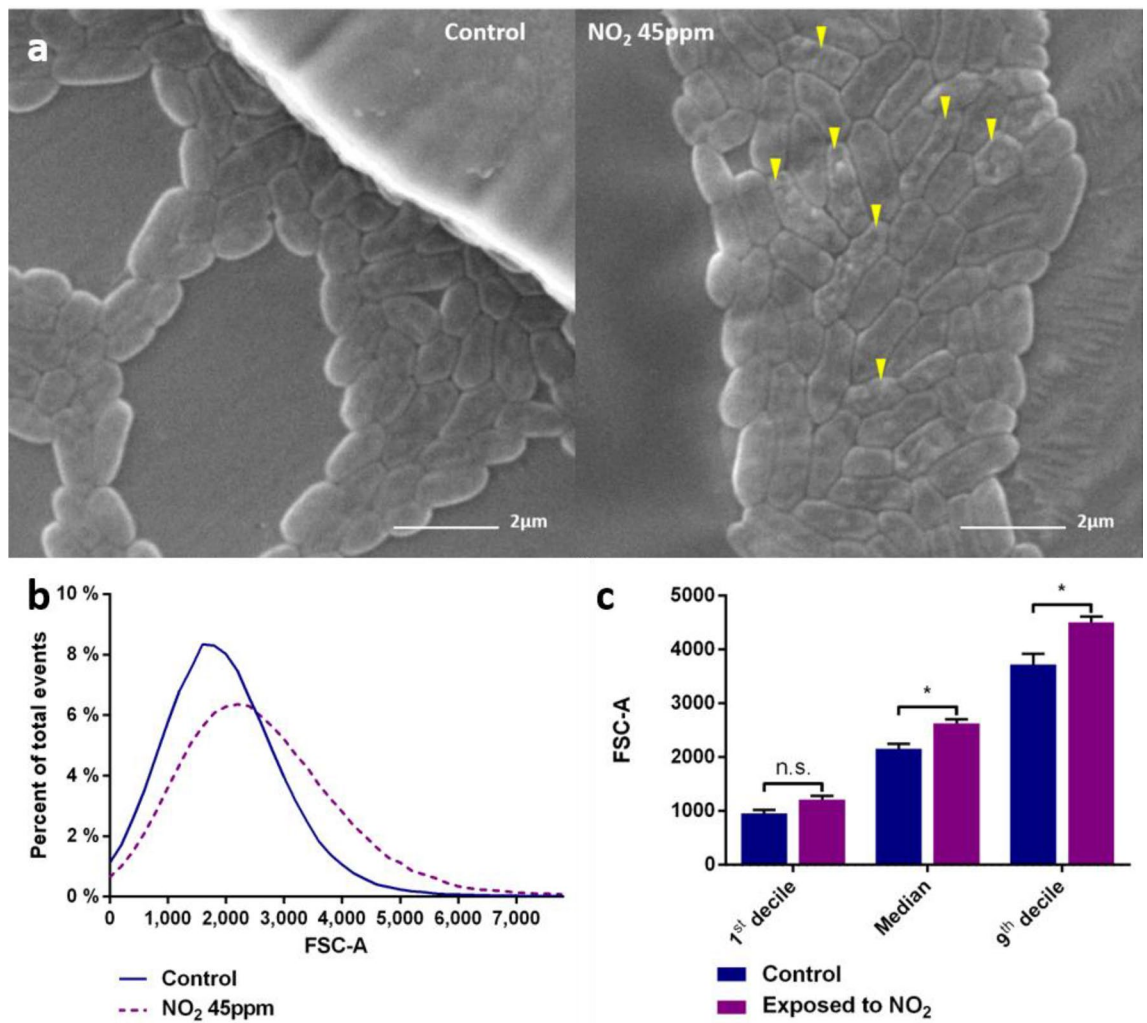 a
Control
NO₂ 45ppm
2μm
2μm
b
10 %
8 %
6 %
4 %
2 %
0 %
Percent of total events
0 1,000 2,000 3,000 4,000 5,000 6,000 7,000
FSC-A
Control
NO₂ 45ppm
c
5000
4000
3000
2000
1000
0
FSC-A
n.s.
*
*
1st decile
Median
9th decile
Control
Exposed to NO₂